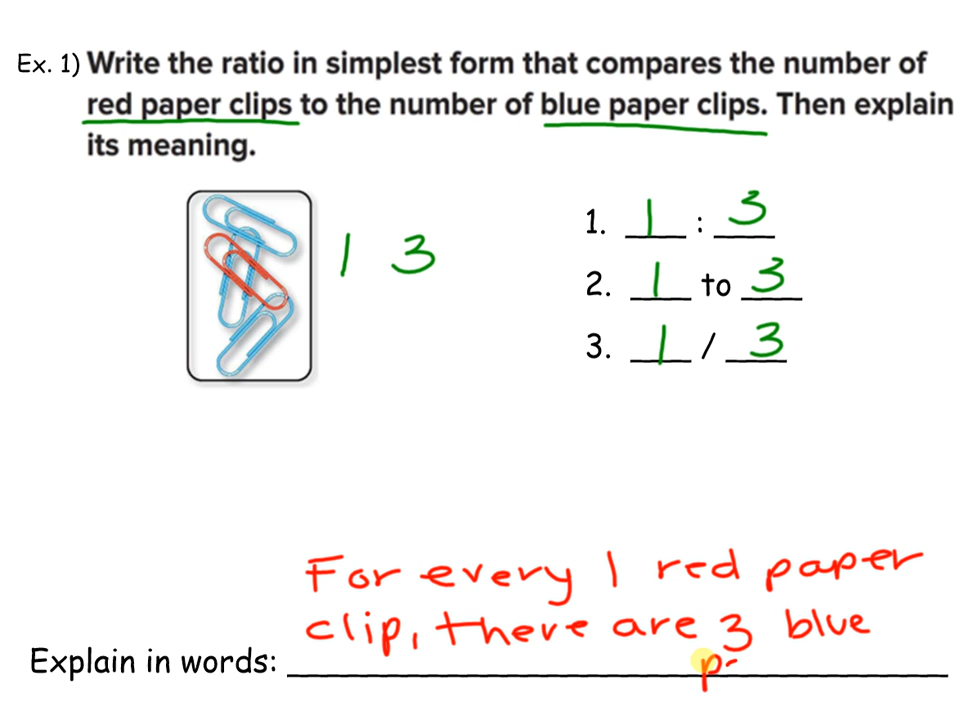 Ex. 1) Write the ratio in simplest form that compares the number of
red paper clips to the number of blue paper clips. Then explain
its meaning.
1 3
1. 1 : 3
2. 1 to 3
3. 1 / 3
For every 1 red paper
clip, there are 3 blue
p
Explain in words: